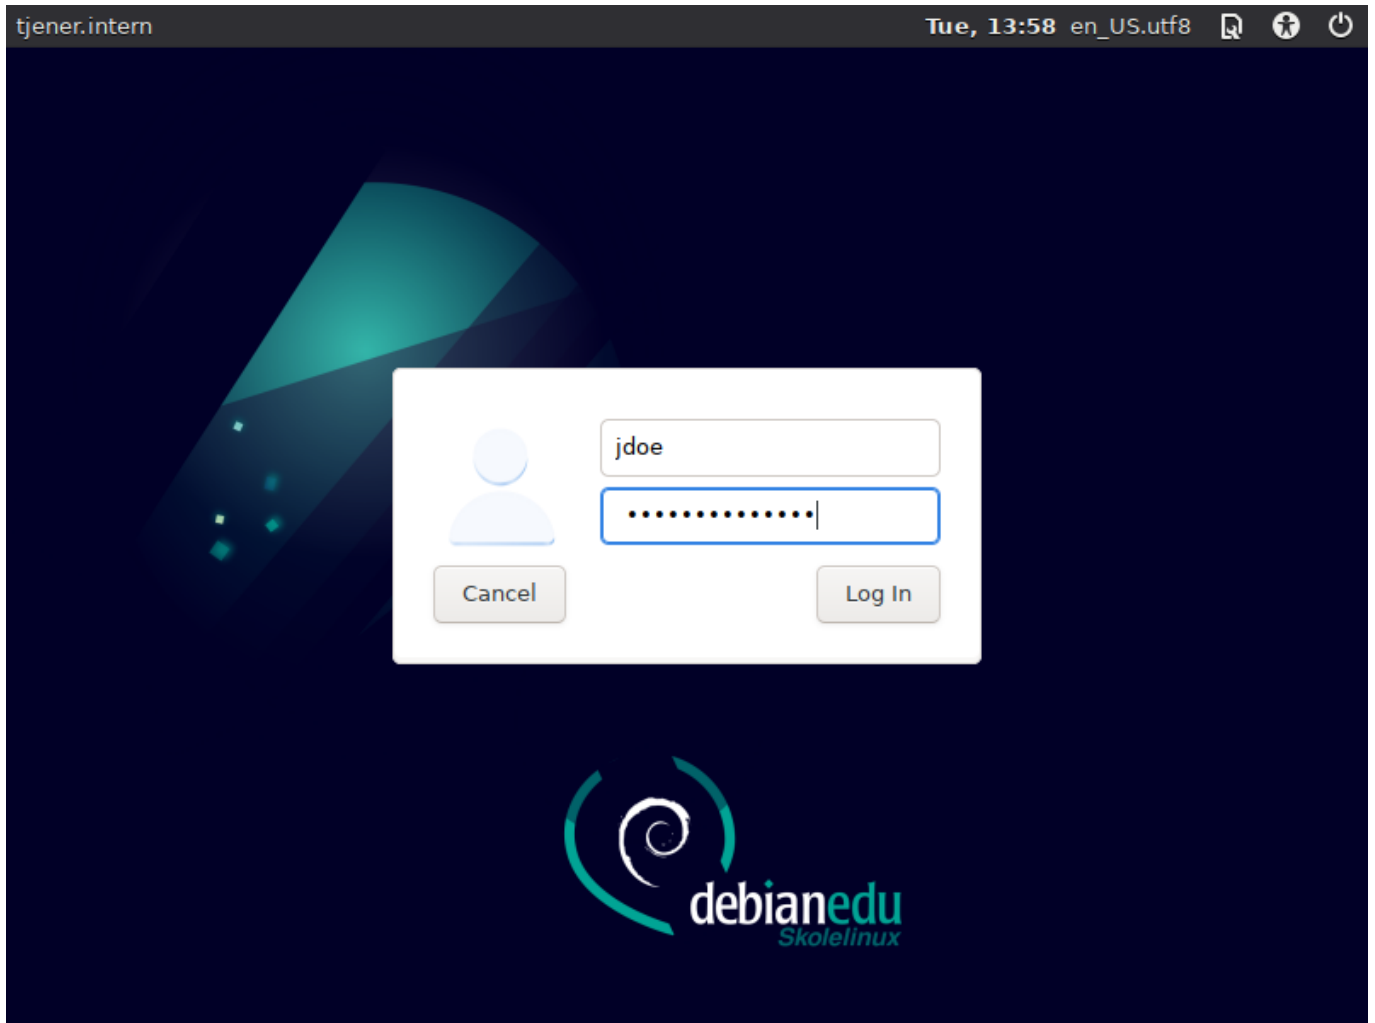 tjener.intern
Tue, 13:58 en_US.utf8
jdoe
••••••••••••••
Cancel
Log In
debianedu
Skolelinux